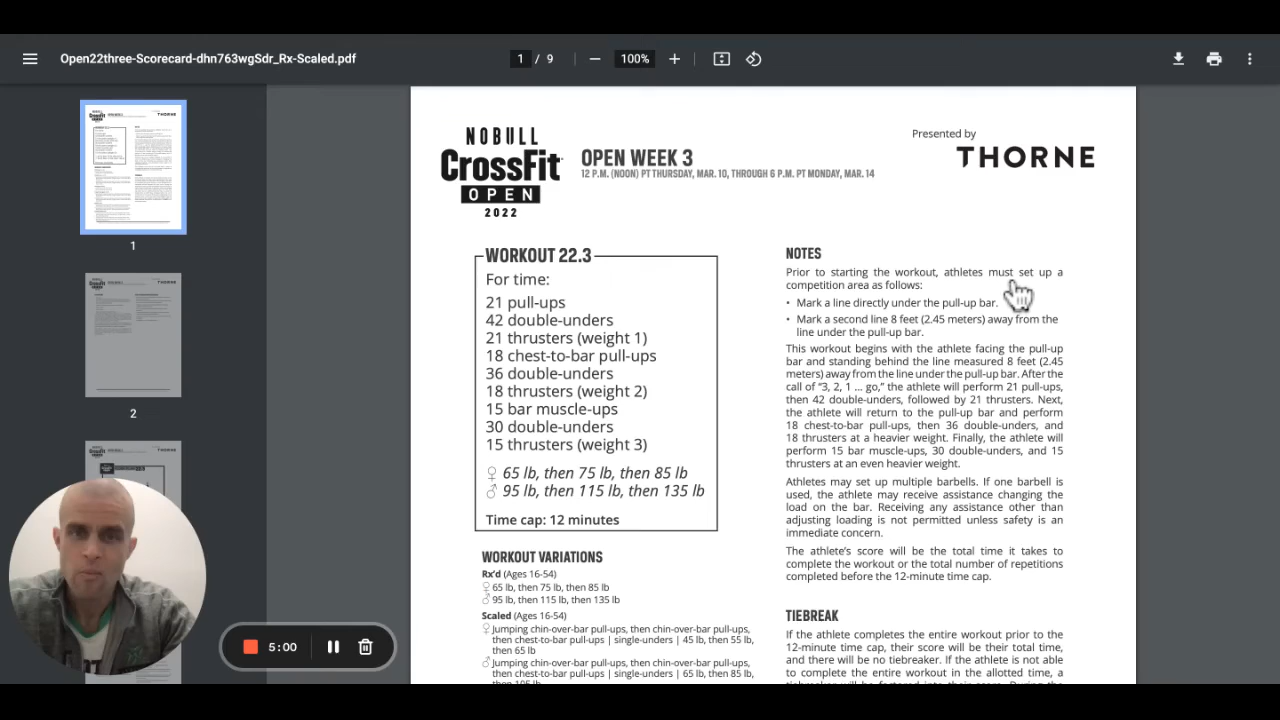 Open22three-Scorecard-dhn763wgSdr_Rx-Scaled.pdf
1 / 9
100%
1
2
THORNE
NOBULL
CrossFit
OPEN
2022
OPEN WEEK 3
12 P.M. (NOON) PT THURSDAY, MAR. 10, THROUGH 6 P.M. PT MONDAY, MAR. 14
Presented by
THORNE
WORKOUT 22.3
For time:
21 pull-ups
42 double-unders
21 thrusters (weight 1)
18 chest-to-bar pull-ups
36 double-unders
18 thrusters (weight 2)
15 bar muscle-ups
30 double-unders
15 thrusters (weight 3)
♀ 65 lb, then 75 lb, then 85 lb
♂ 95 lb, then 115 lb, then 135 lb
Time cap: 12 minutes
WORKOUT VARIATIONS
Rx'd (Ages 16-54)
♀ 65 lb, then 75 lb, then 85 lb
♂ 95 lb, then 115 lb, then 135 lb
Scaled (Ages 16-54)
♀ Jumping chin-over-bar pull-ups, then chin-over-bar pull-ups,
then chest-to-bar pull-ups | single-unders | 45 lb, then 55 lb,
then 65 lb
♂ Jumping chin-over-bar pull-ups, then chin-over-bar pull-ups,
then chest-to-bar pull-ups | single-unders | 65 lb, then 85 lb,
NOTES
Prior to starting the workout, athletes must set up a
competition area as follows:
• Mark a line directly under the pull-up bar.
• Mark a second line 8 feet (2.45 meters) away from the
line under the pull-up bar.
This workout begins with the athlete facing the pull-up
bar and standing behind the line measured 8 feet (2.45
meters) away from the line under the pull-up bar. After the
call of “3, 2, 1 … go,” the athlete will perform 21 pull-ups,
then 42 double-unders, followed by 21 thrusters. Next,
the athlete will return to the pull-up bar and perform
18 chest-to-bar pull-ups, then 36 double-unders, and
18 thrusters at a heavier weight. Finally, the athlete will
perform 15 bar muscle-ups, 30 double-unders, and 15
thrusters at an even heavier weight.
Athletes may set up multiple barbells. If one barbell is
used, the athlete may receive assistance changing the
load on the bar. Receiving any assistance other than
adjusting loading is not permitted unless safety is an
immediate concern.
The athlete's score will be the total time it takes to
complete the workout or the total number of repetitions
completed before the 12-minute time cap.
TIEBREAK
If the athlete completes the entire workout prior to the
12-minute time cap, their score will be their total time,
and there will be no tiebreaker. If the athlete is not able
to complete the entire workout in the allotted time, a
5:00